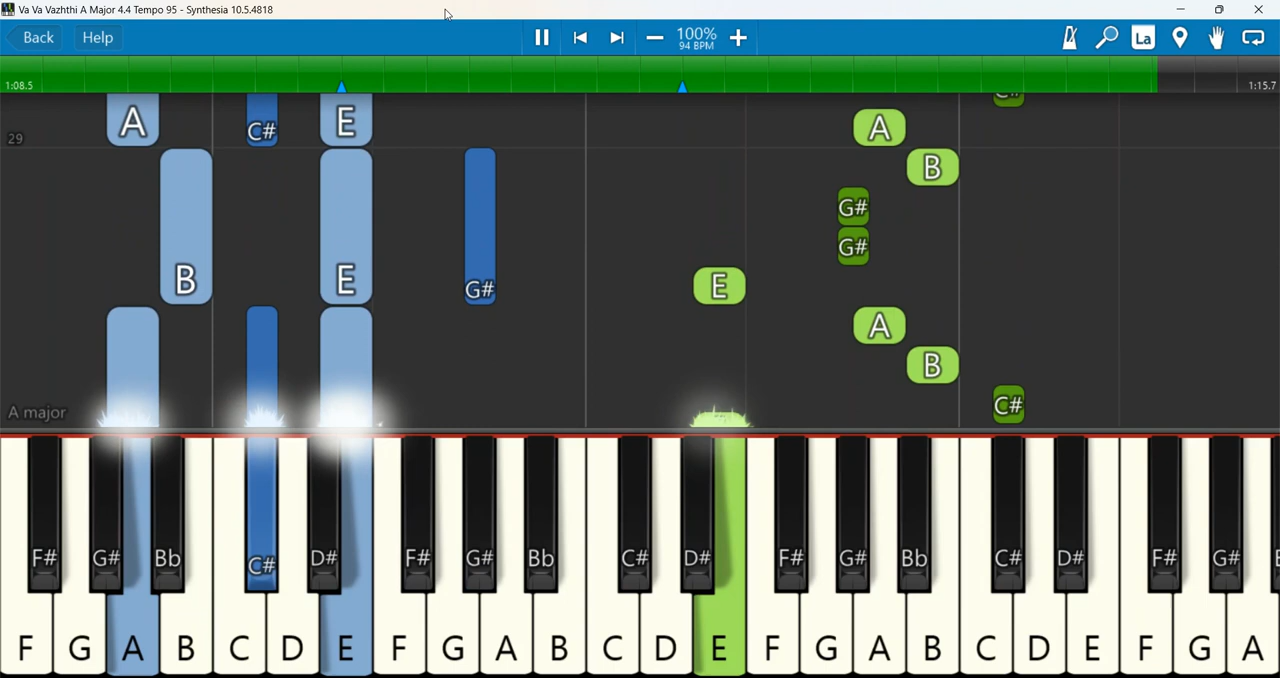 Va Va Vazhthi A Major 4.4 Tempo 95 - Synthesia 10.5.4818
Back Help 100% La
94 BPM
1:08.5 1:15.7
C#
A C# E A
29
B
G#
G#
B E G# E
A
B
A major C#
F# G# Bb C# D# F# G# Bb C# D# F# G# Bb C# D# F# G#
F G A B C D E F G A B C D E F G A B C D E F G A